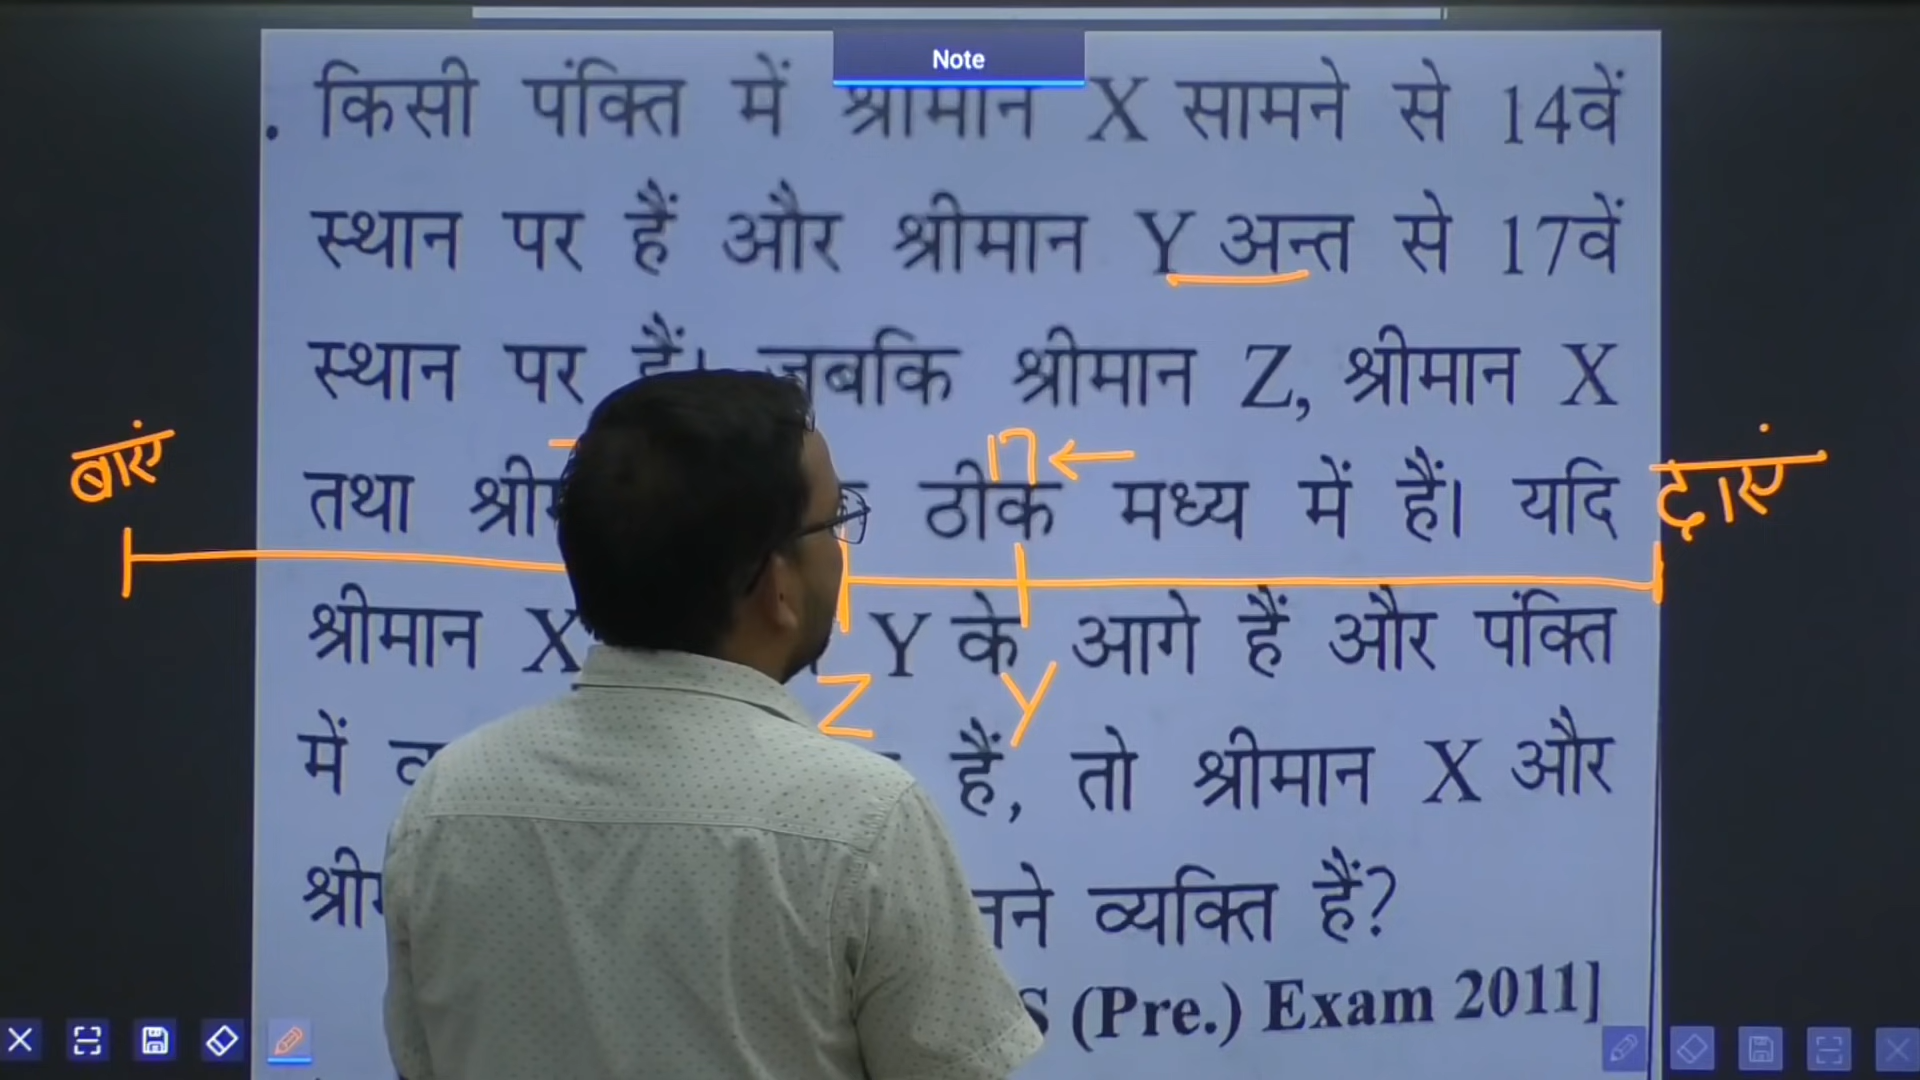 Note
. किसी पंक्ति में श्रीमान X सामने से 14वें
स्थान पर हैं और श्रीमान Y अन्त से 17वें
स्थान पर हैं। जबकि श्रीमान Z, श्रीमान X
बाएं
17 ←
तथा ठीक मध्य में हैं। यदि
दाएं
श्रीमान X Y के आगे हैं और पंक्ति
Z Y
में हैं, तो श्रीमान X और
व्यक्ति हैं?
(Pre.) Exam 2011]